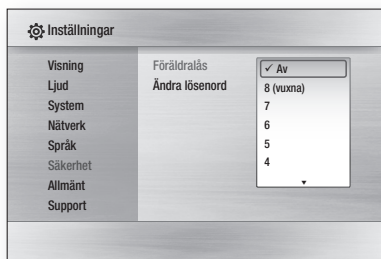 Inställningar
Visning
Ljud
System
Nätverk
Språk
Säkerhet
Allmänt
Support
Föräldralås
Ändra lösenord
✓ Av
8 (vuxna)
7
6
5
4